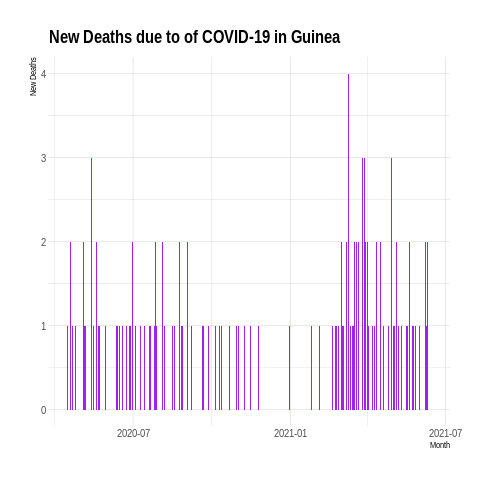 New Deaths due to of COVID-19 in Guinea
New Deaths
4
3
2
1
0
2020-07
2021-01
2021-07
Month